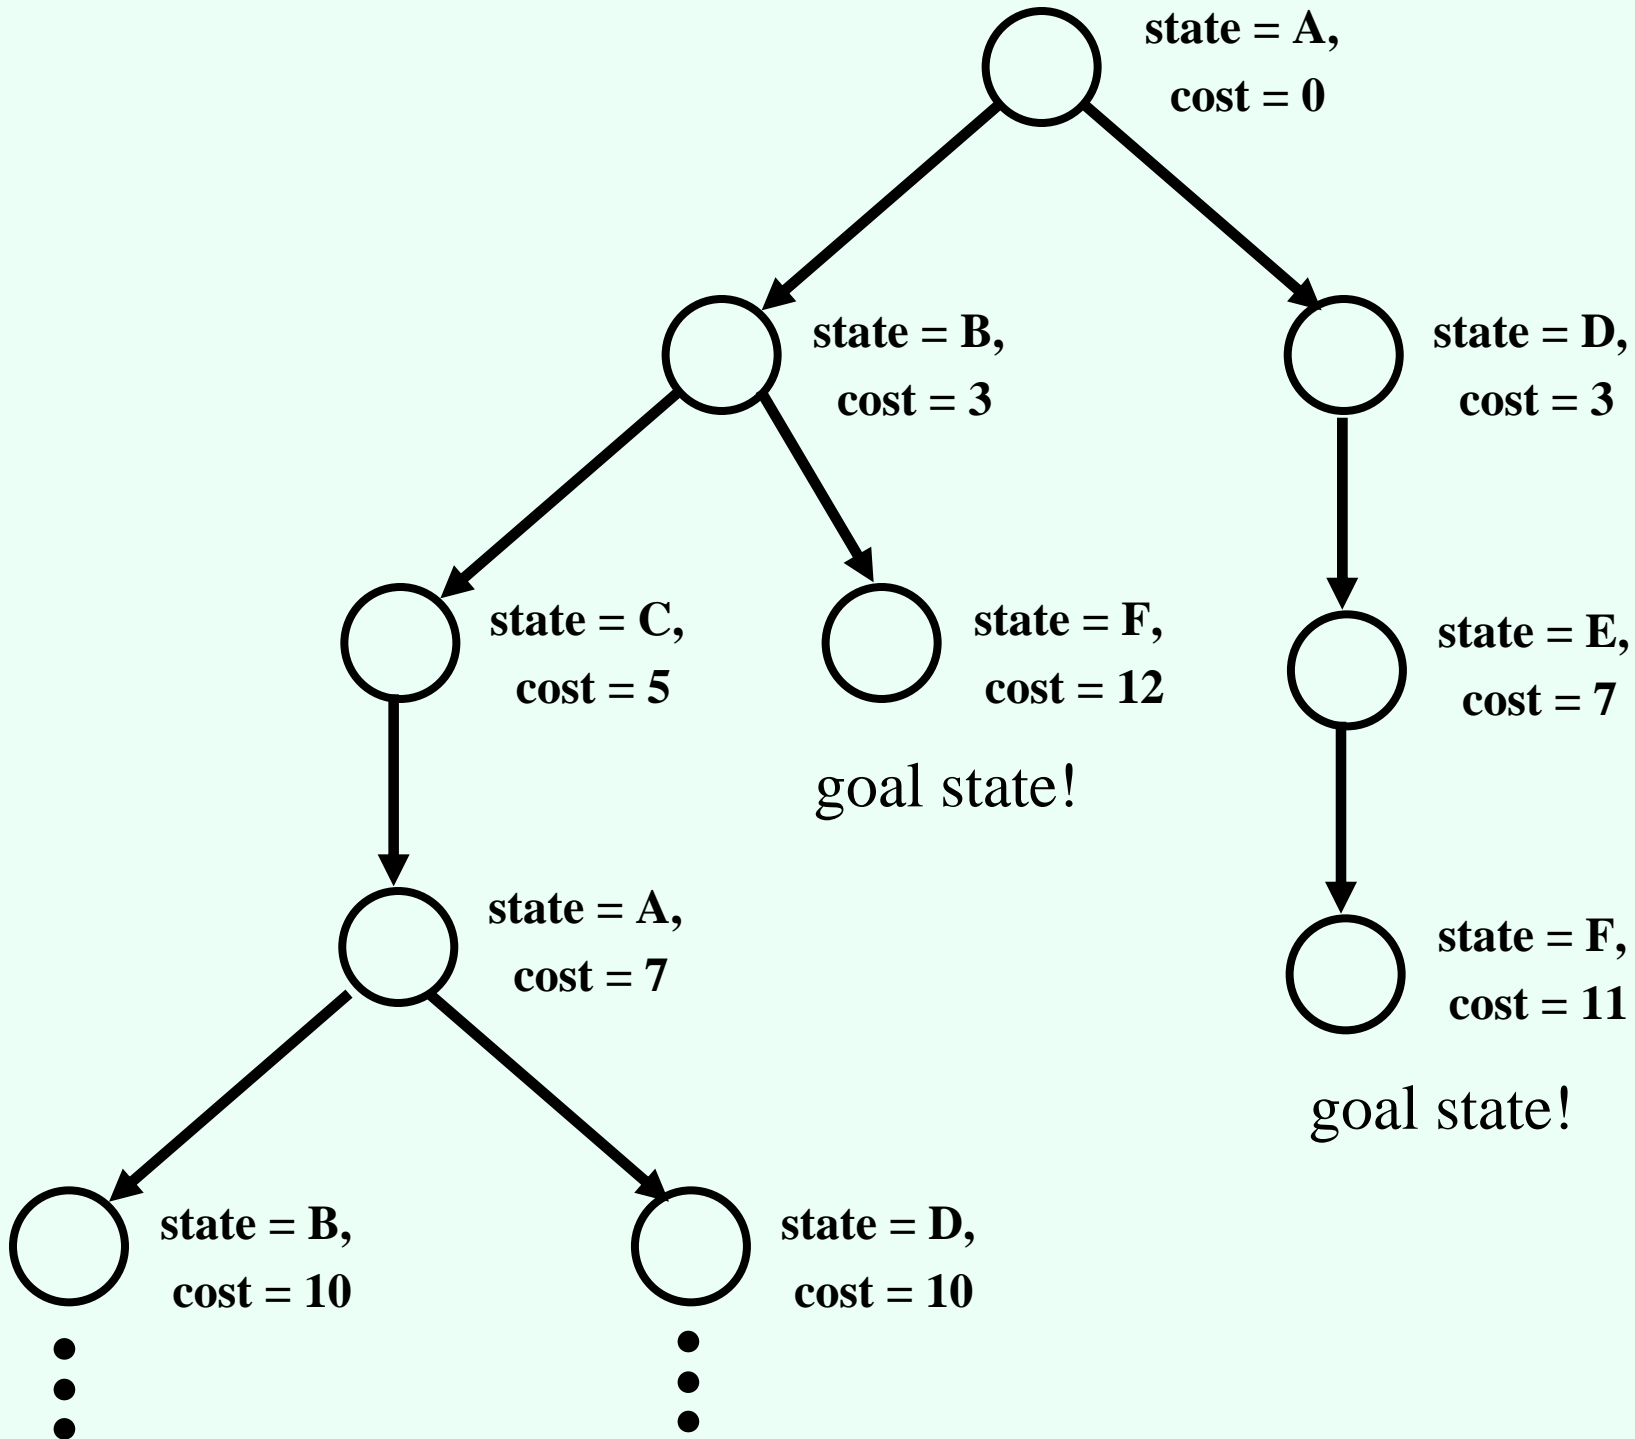 state = A,
cost = 0
state = B,
cost = 3
state = D,
cost = 3
state = C,
cost = 5
state = F,
cost = 12
goal state!
state = E,
cost = 7
state = A,
cost = 7
state = F,
cost = 11
goal state!
state = B,
cost = 10
state = D,
cost = 10